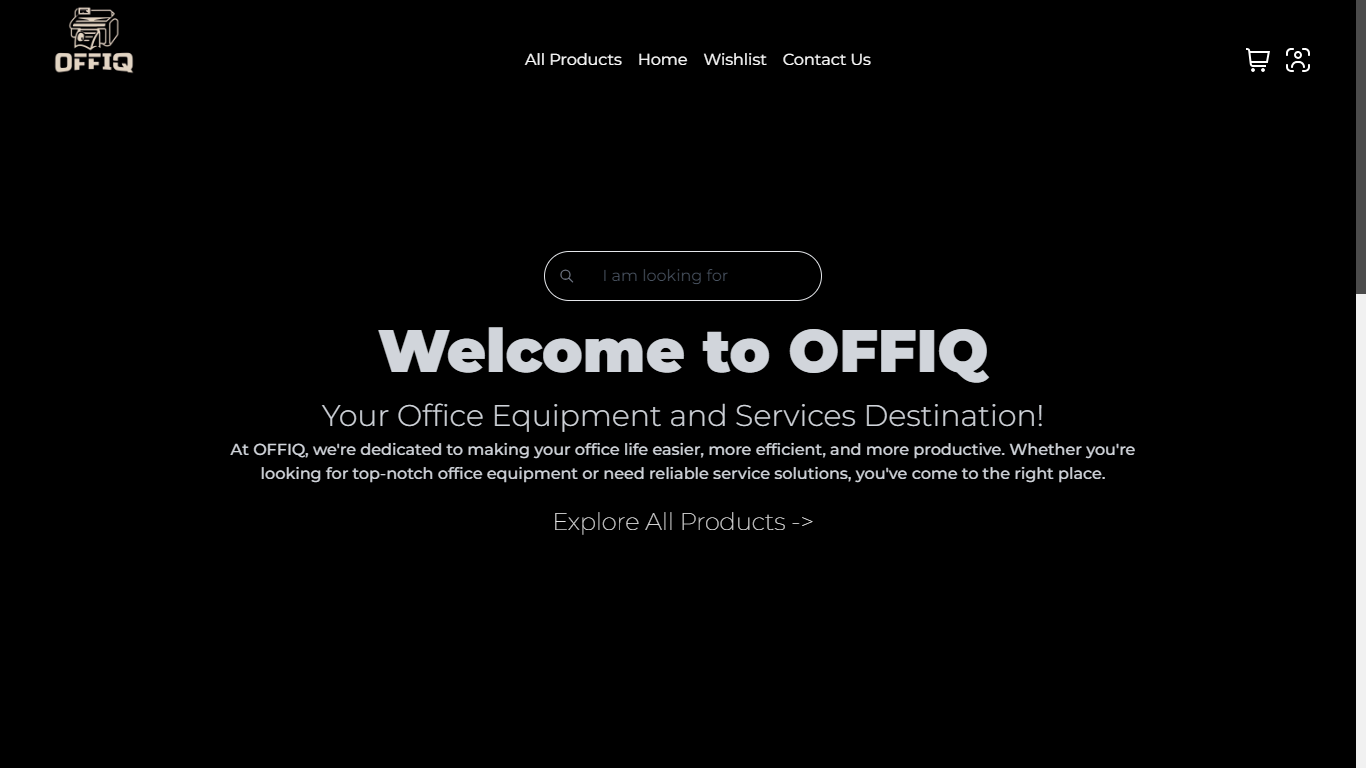 OFFIQ
All Products Home Wishlist Contact Us
I am looking for
Welcome to OFFIQ
Your Office Equipment and Services Destination!
At OFFIQ, we're dedicated to making your office life easier, more efficient, and more productive. Whether you're
looking for top-notch office equipment or need reliable service solutions, you've come to the right place.
Explore All Products ->